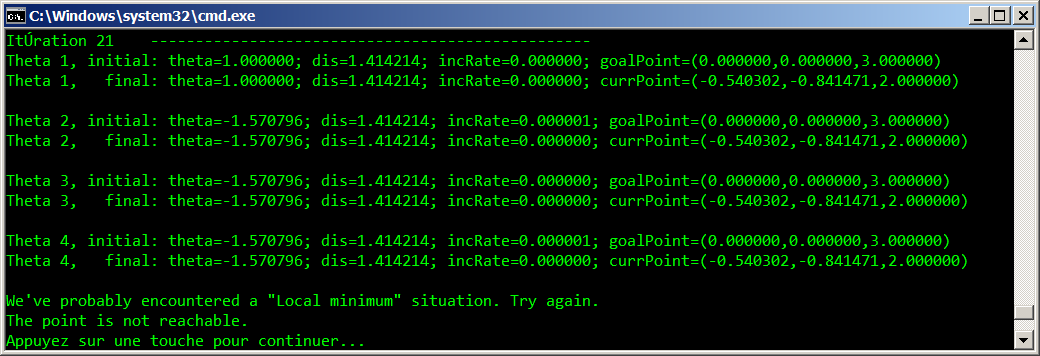 C:\Windows\system32\cmd.exe
ItÚration 21 -------------------------------------------------
Theta 1, initial: theta=1.000000; dis=1.414214; incRate=0.000000; goalPoint=(0.000000,0.000000,3.000000)
Theta 1, final: theta=1.000000; dis=1.414214; incRate=0.000000; currPoint=(-0.540302,-0.841471,2.000000)
Theta 2, initial: theta=-1.570796; dis=1.414214; incRate=0.000001; goalPoint=(0.000000,0.000000,3.000000)
Theta 2, final: theta=-1.570796; dis=1.414214; incRate=0.000000; currPoint=(-0.540302,-0.841471,2.000000)
Theta 3, initial: theta=-1.570796; dis=1.414214; incRate=0.000000; goalPoint=(0.000000,0.000000,3.000000)
Theta 3, final: theta=-1.570796; dis=1.414214; incRate=0.000000; currPoint=(-0.540302,-0.841471,2.000000)
Theta 4, initial: theta=-1.570796; dis=1.414214; incRate=0.000001; goalPoint=(0.000000,0.000000,3.000000)
Theta 4, final: theta=-1.570796; dis=1.414214; incRate=0.000000; currPoint=(-0.540302,-0.841471,2.000000)
We've probably encountered a "Local minimum" situation. Try again.
The point is not reachable.
Appuyez sur une touche pour continuer...